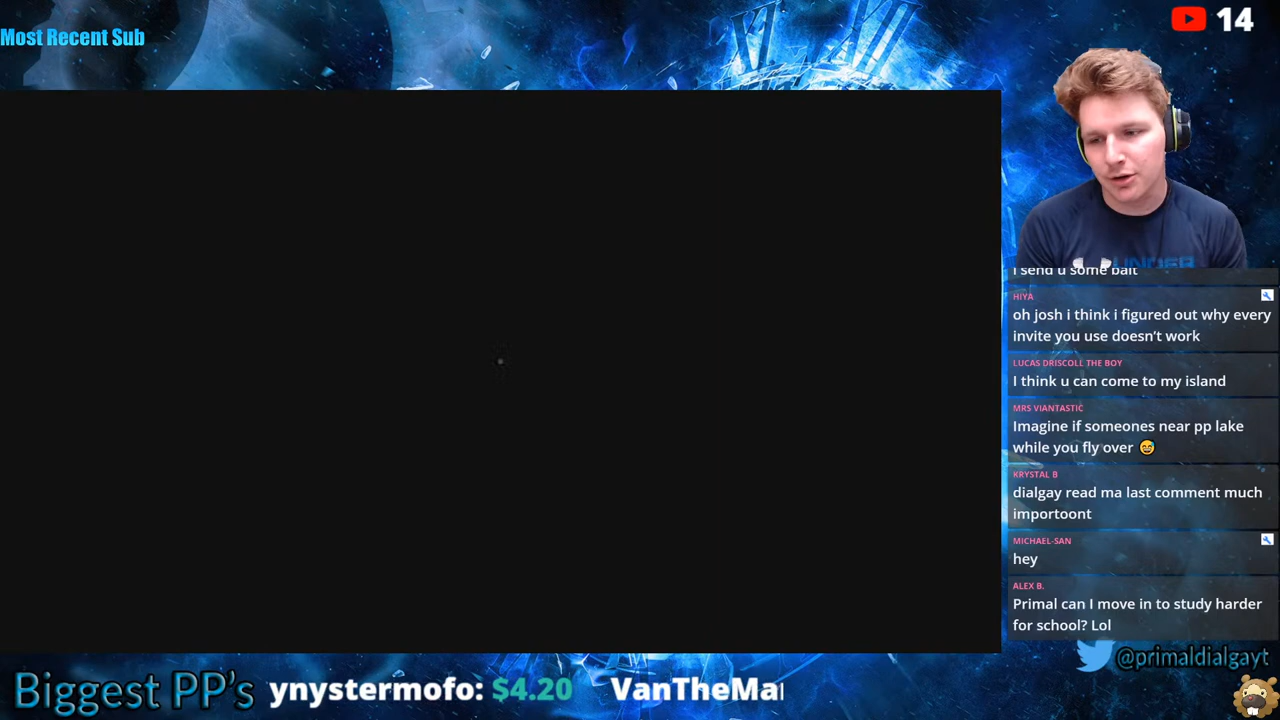 Most Recent Sub
14
UNDER
I send u some bait
HIYA
oh josh i think i figured out why every
invite you use doesn't work
LUCAS DRISCOLL THE BOY
I think u can come to my island
MRS VIANTASTIC
Imagine if someones near pp lake
while you fly over 😅
KRYSTAL B
dialgay read ma last comment much
importoont
MICHAEL-SAN
hey
ALEX B.
Primal can I move in to study harder
for school? Lol
@primaldialgayt
Biggest PP's ynystermofo: $4.20 VanTheMa